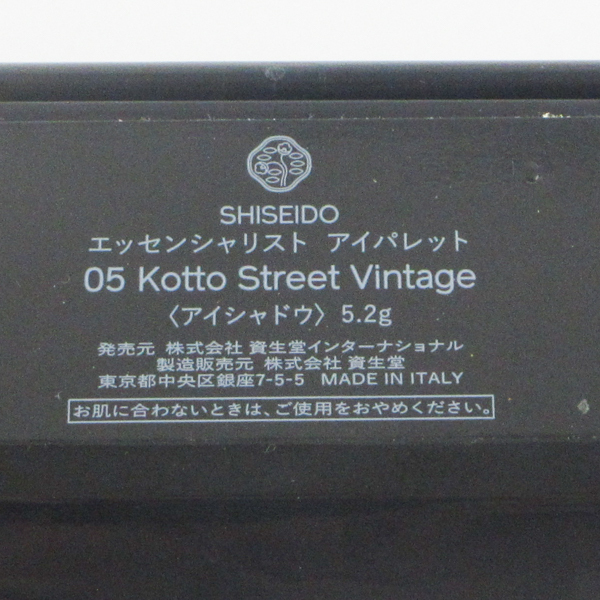 SHISEIDO
エッセンシャリスト アイパレット
05 Kotto Street Vintage
〈アイシャドウ〉5.2g
発売元 株式会社 資生堂インターナショナル
製造販売元 株式会社 資生堂
東京都中央区銀座7-5-5 MADE IN ITALY
お肌に合わないときは、ご使用をおやめください。